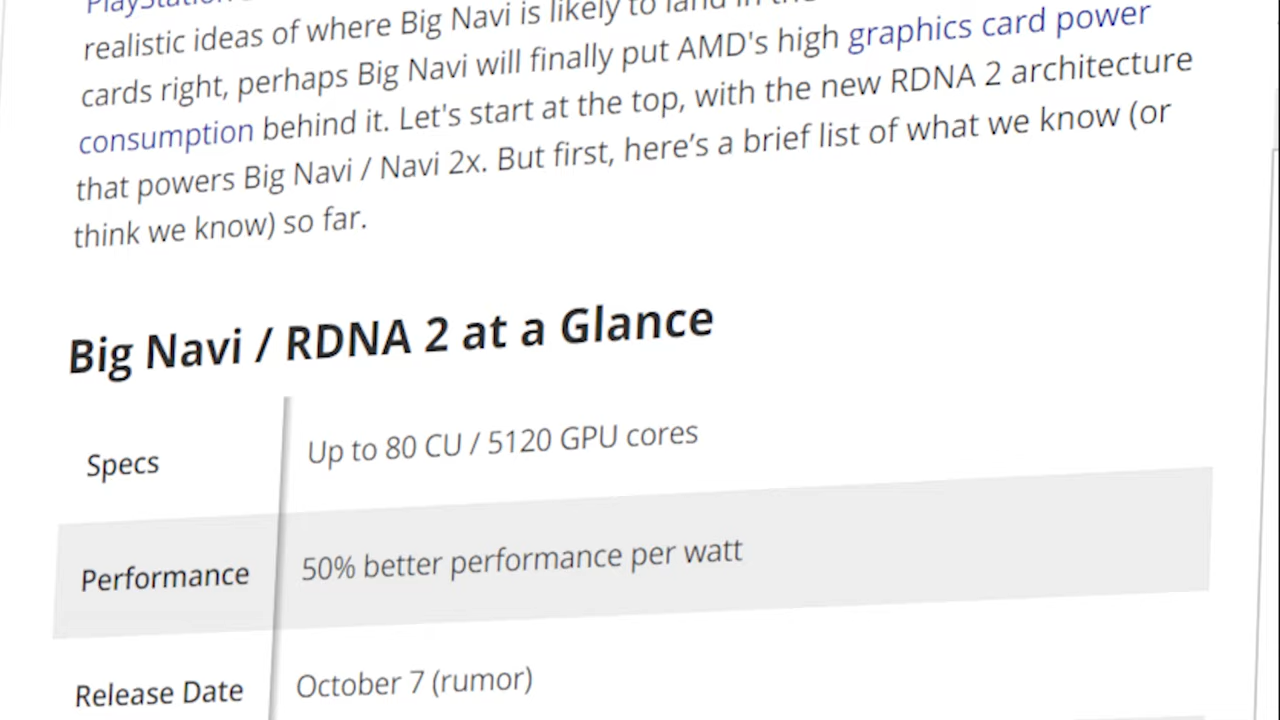 PlayStation
realistic ideas of where Big Navi is likely to land in the
cards right, perhaps Big Navi will finally put AMD's high graphics card power
consumption behind it. Let's start at the top, with the new RDNA 2 architecture
that powers Big Navi / Navi 2x. But first, here’s a brief list of what we know (or
think we know) so far.
Big Navi / RDNA 2 at a Glance
Specs Up to 80 CU / 5120 GPU cores
Performance 50% better performance per watt
Release Date October 7 (rumor)